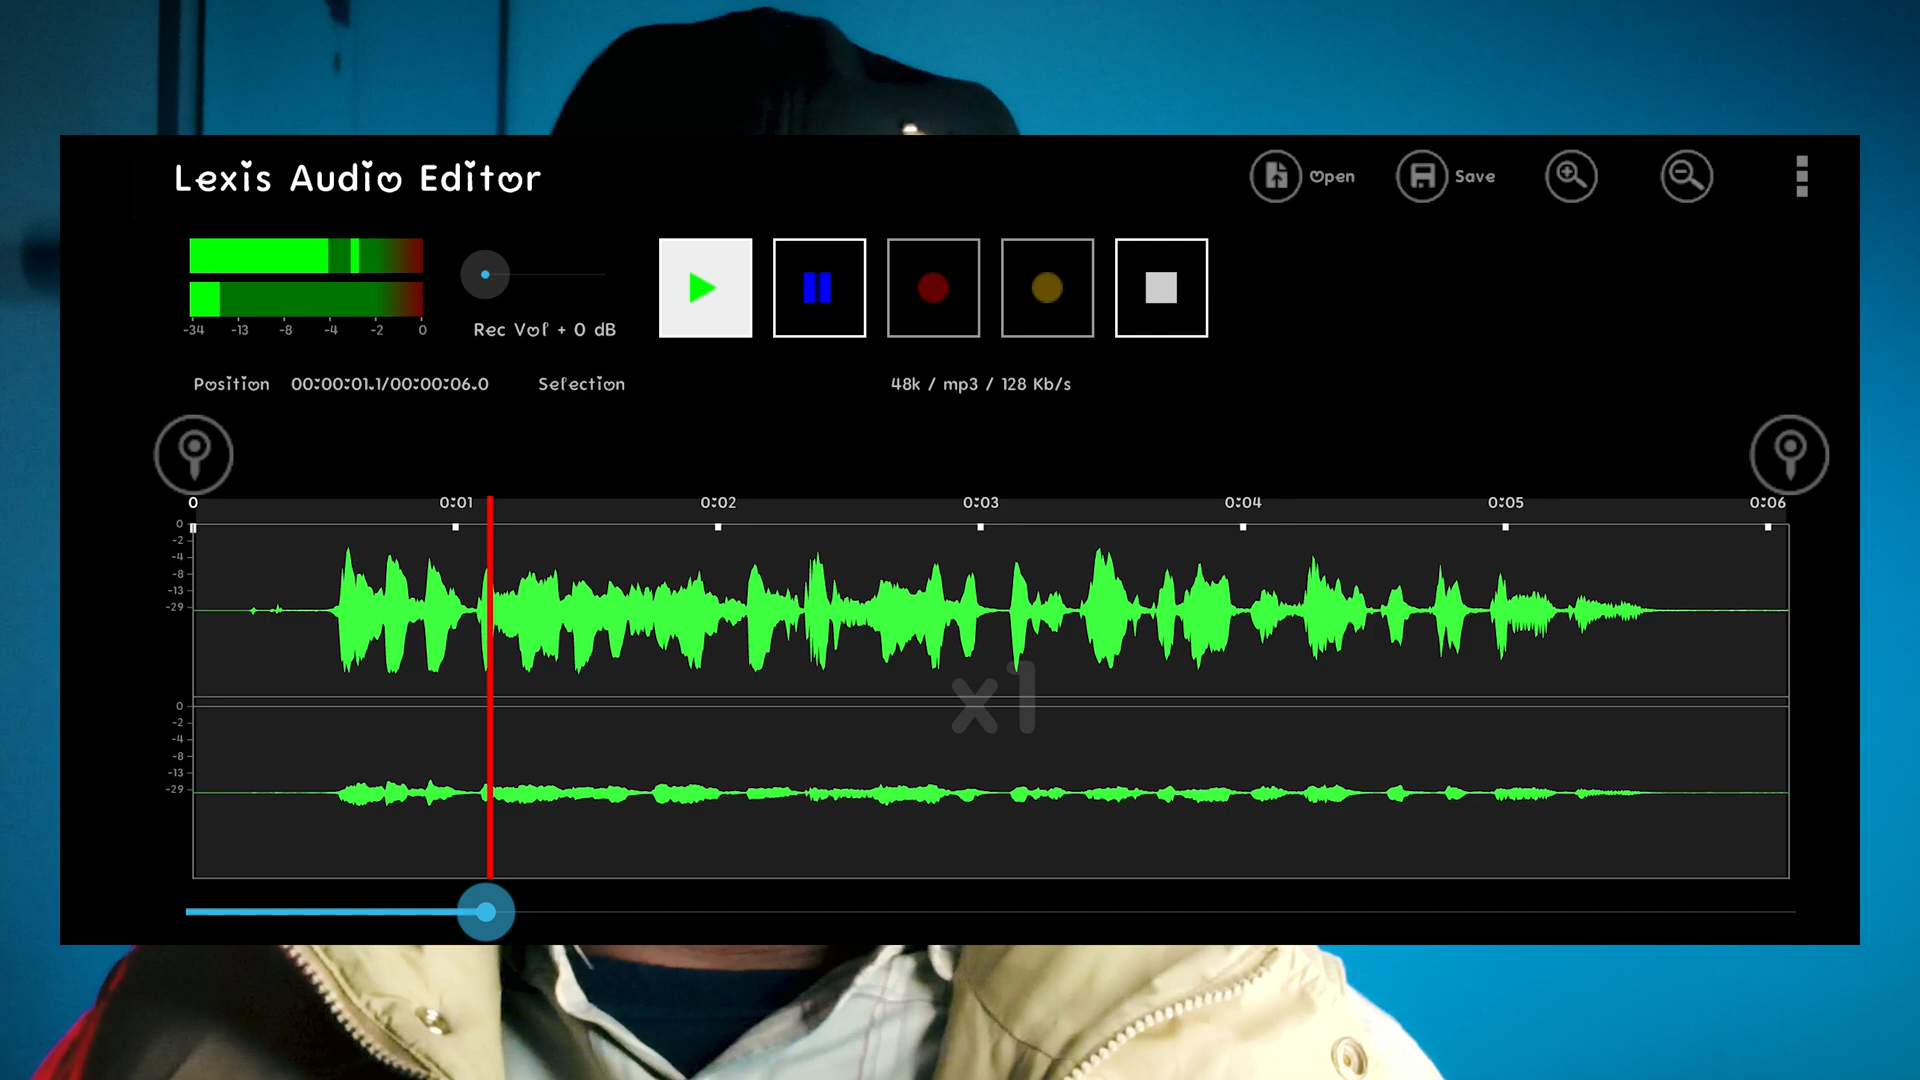 Lexis Audio Editor
Open
Save
-34 -13 -8 -4 -2 0
Rec Vol + 0 dB
Position 00:00:01.1/00:00:06.0 Selection 48k / mp3 / 128 Kb/s
0 0:01 0:02 0:03 0:04 0:05 0:06
0
-2
-4
-8
-13
-29
x1
0
-2
-4
-8
-13
-29